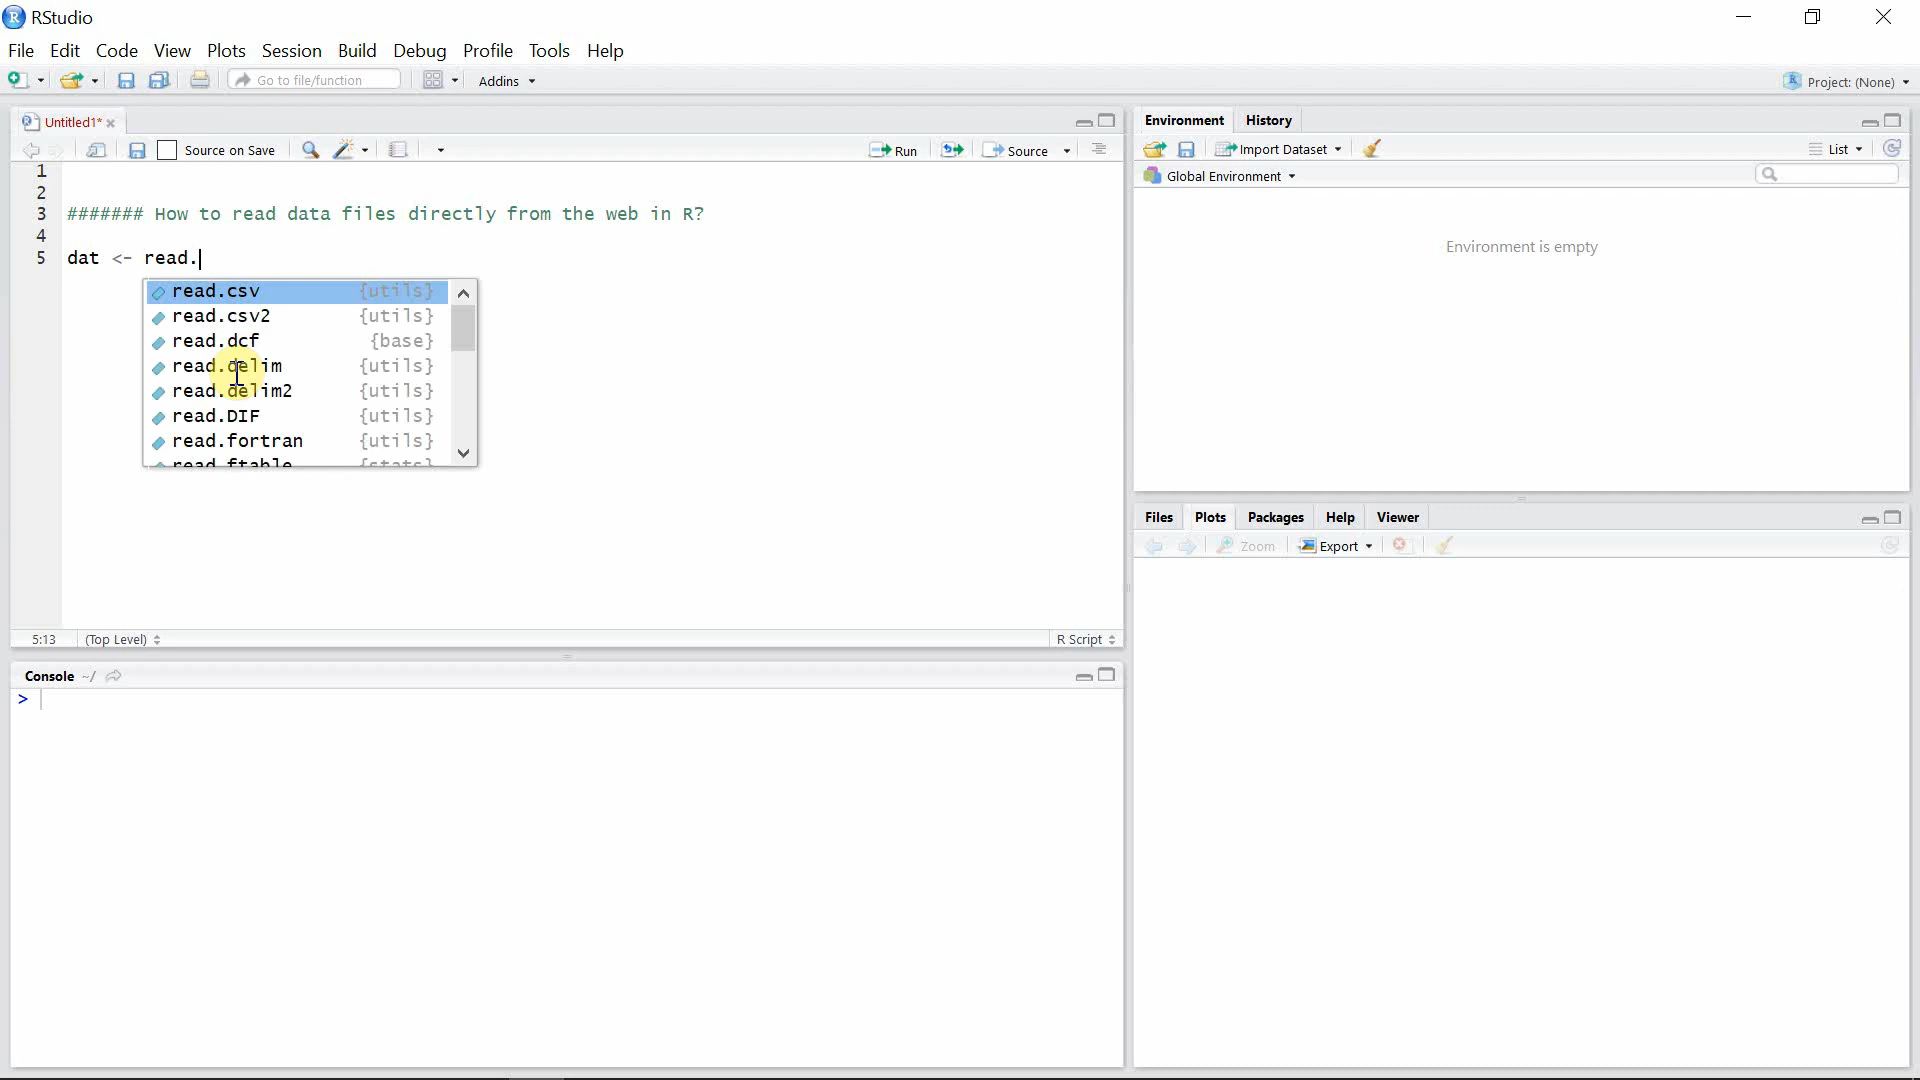 RStudio
File Edit Code View Plots Session Build Debug Profile Tools Help
Go to file/function Addins Project: (None)
Untitled1*
Source on Save Run Source
1
2
3 ####### How to read data files directly from the web in R?
4
5 dat <- read.
read.csv {utils}
read.csv2 {utils}
read.dcf {base}
read.delim {utils}
read.delim2 {utils}
read.DIF {utils}
read.fortran {utils}
read.ftable {stats}
5:13 (Top Level) R Script
Console ~/
>
Environment History
Import Dataset List
Global Environment
Environment is empty
Files Plots Packages Help Viewer
Zoom Export